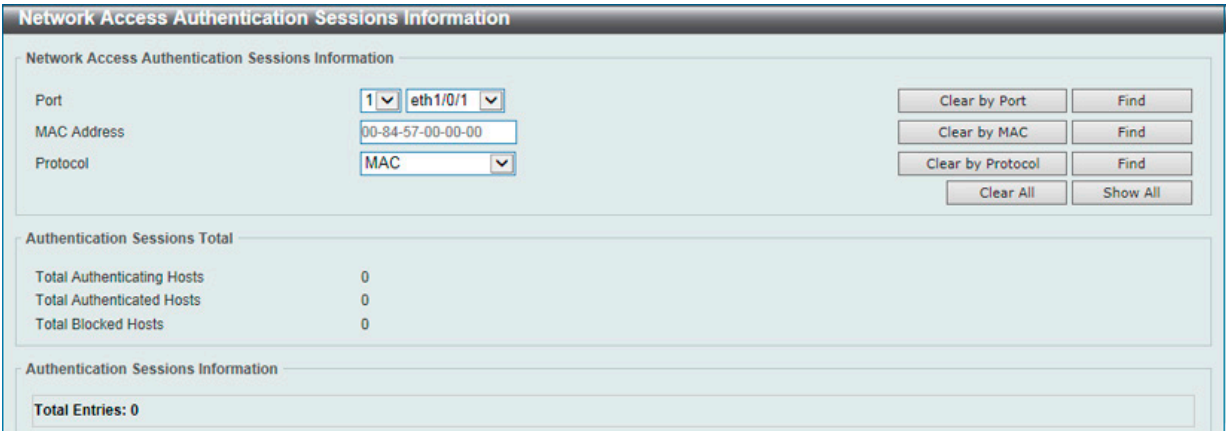 Network Access Authentication Sessions Information
Network Access Authentication Sessions Information
Port 1 eth1/0/1 Clear by Port Find
MAC Address 00-84-57-00-00-00 Clear by MAC Find
Protocol MAC Clear by Protocol Find
Clear All Show All
Authentication Sessions Total
Total Authenticating Hosts 0
Total Authenticated Hosts 0
Total Blocked Hosts 0
Authentication Sessions Information
Total Entries: 0